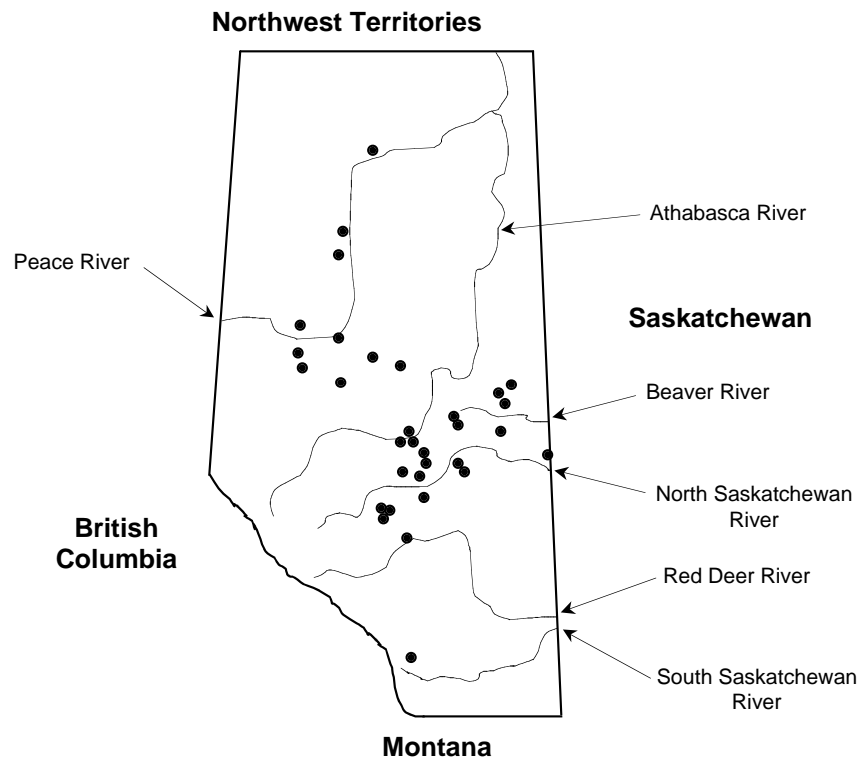 Northwest Territories
Athabasca River
Peace River
Saskatchewan
Beaver River
North Saskatchewan
River
British
Columbia
Red Deer River
South Saskatchewan
River
Montana